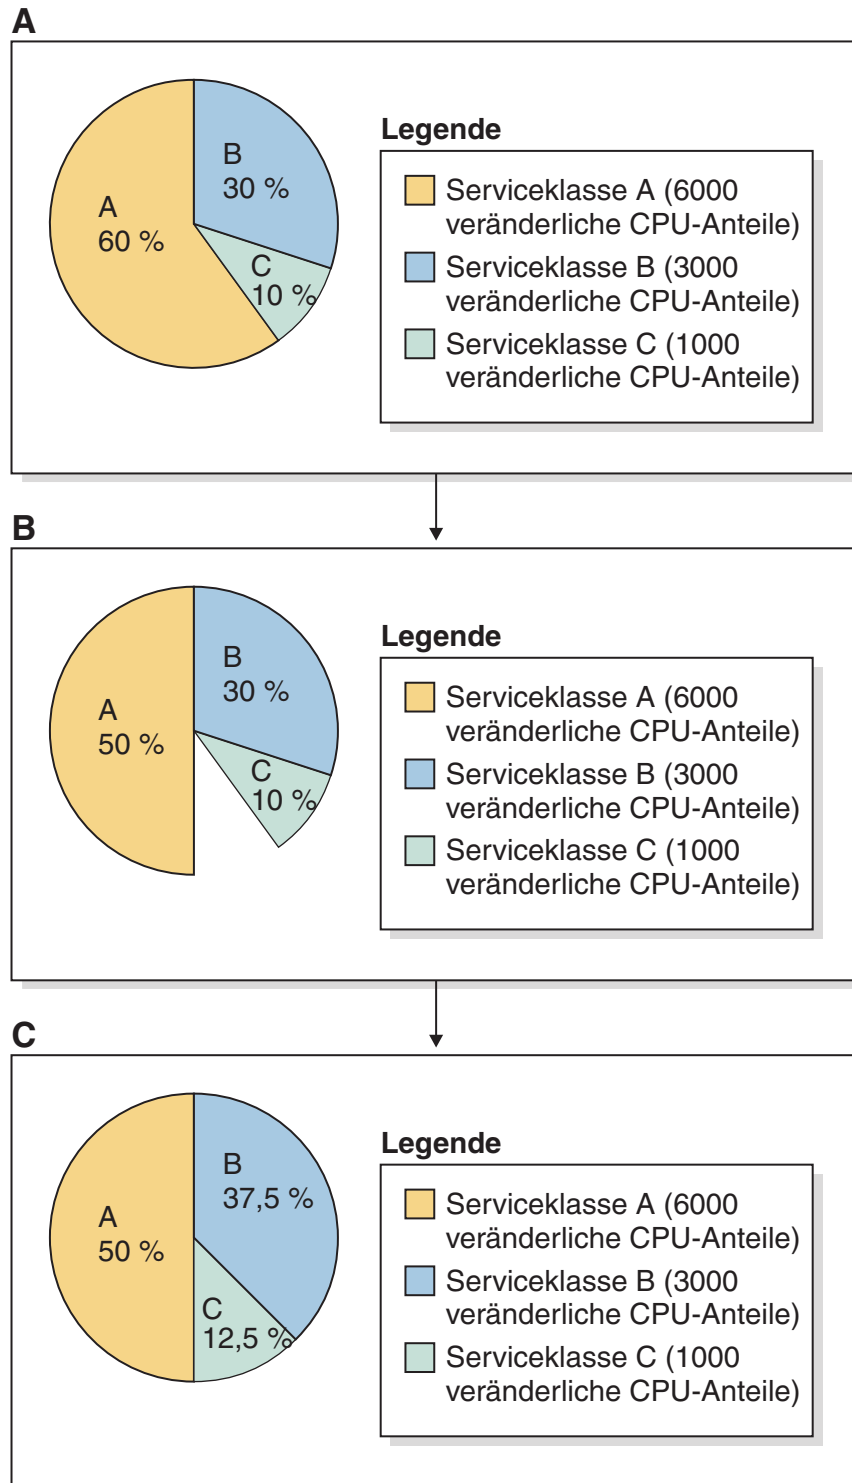 A
B
30 %
A
60 %
C
10 %
Legende
Serviceklasse A (6000
veränderliche CPU-Anteile)
Serviceklasse B (3000
veränderliche CPU-Anteile)
Serviceklasse C (1000
veränderliche CPU-Anteile)
B
B
30 %
A
50 %
C
10 %
Legende
Serviceklasse A (6000
veränderliche CPU-Anteile)
Serviceklasse B (3000
veränderliche CPU-Anteile)
Serviceklasse C (1000
veränderliche CPU-Anteile)
C
B
37,5 %
A
50 %
C
12,5 %
Legende
Serviceklasse A (6000
veränderliche CPU-Anteile)
Serviceklasse B (3000
veränderliche CPU-Anteile)
Serviceklasse C (1000
veränderliche CPU-Anteile)